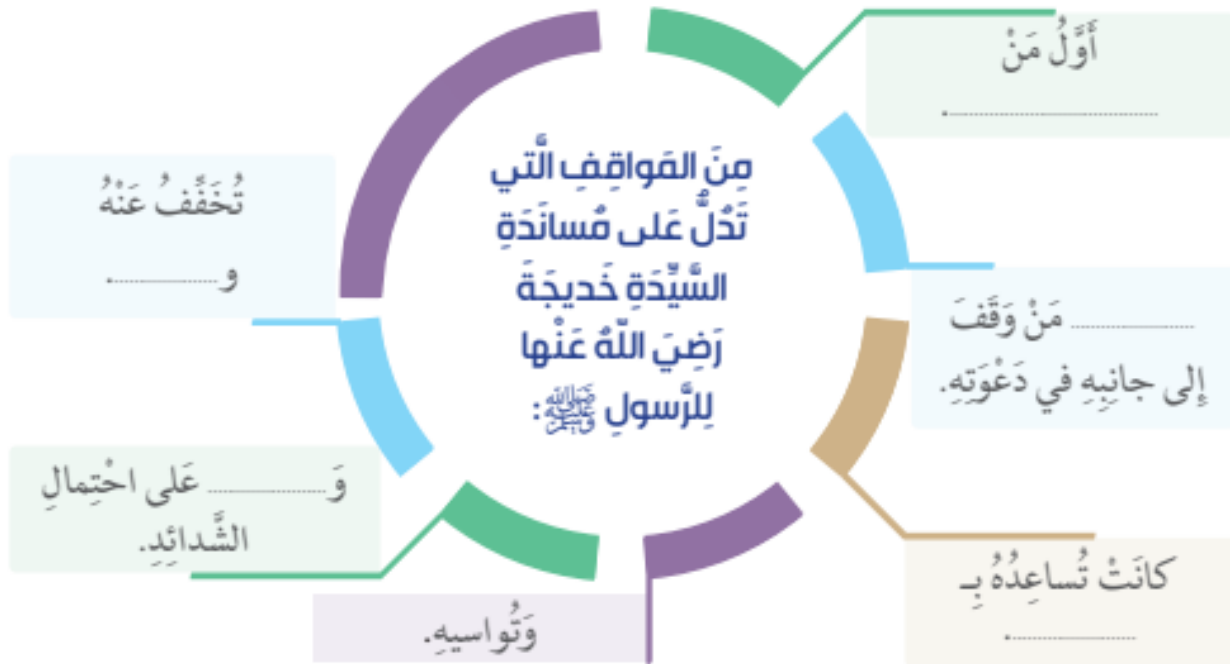 مِنَ المَواقِفِ الَّتي
تَدُلُّ عَلى مُسانَدَةِ
السَّيِّدَةِ خَديجَةَ
رَضِيَ اللّهُ عَنْها
لِلرَّسولِ ﷺ:
أَوَّلُ مَنْ
.....................
............ مَنْ وَقَفَ
إِلى جانِبِهِ في دَعْوَتِهِ.
كانَتْ تُساعِدُهُ بِـ
............
وَتُواسيهِ.
وَ............ عَلى احْتِمالِ
الشَّدائِدِ.
تُخَفِّفُ عَنْهُ
و............